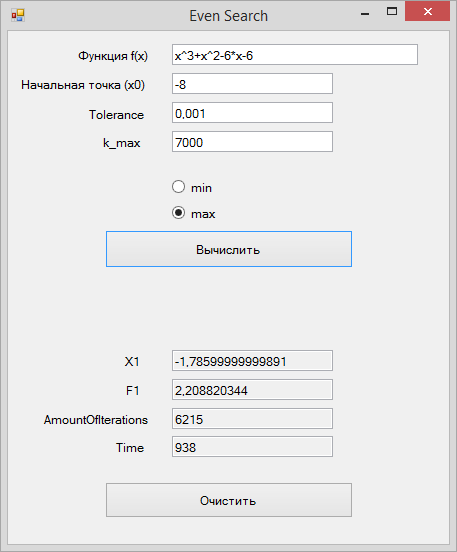 Even Search
Функция f(x) x^3+x^2-6*x-6
Начальная точка (x0) -8
Tolerance 0,001
k_max 7000
min
max
Вычислить
X1 -1,78599999999891
F1 2,208820344
AmountOfIterations 6215
Time 938
Очистить